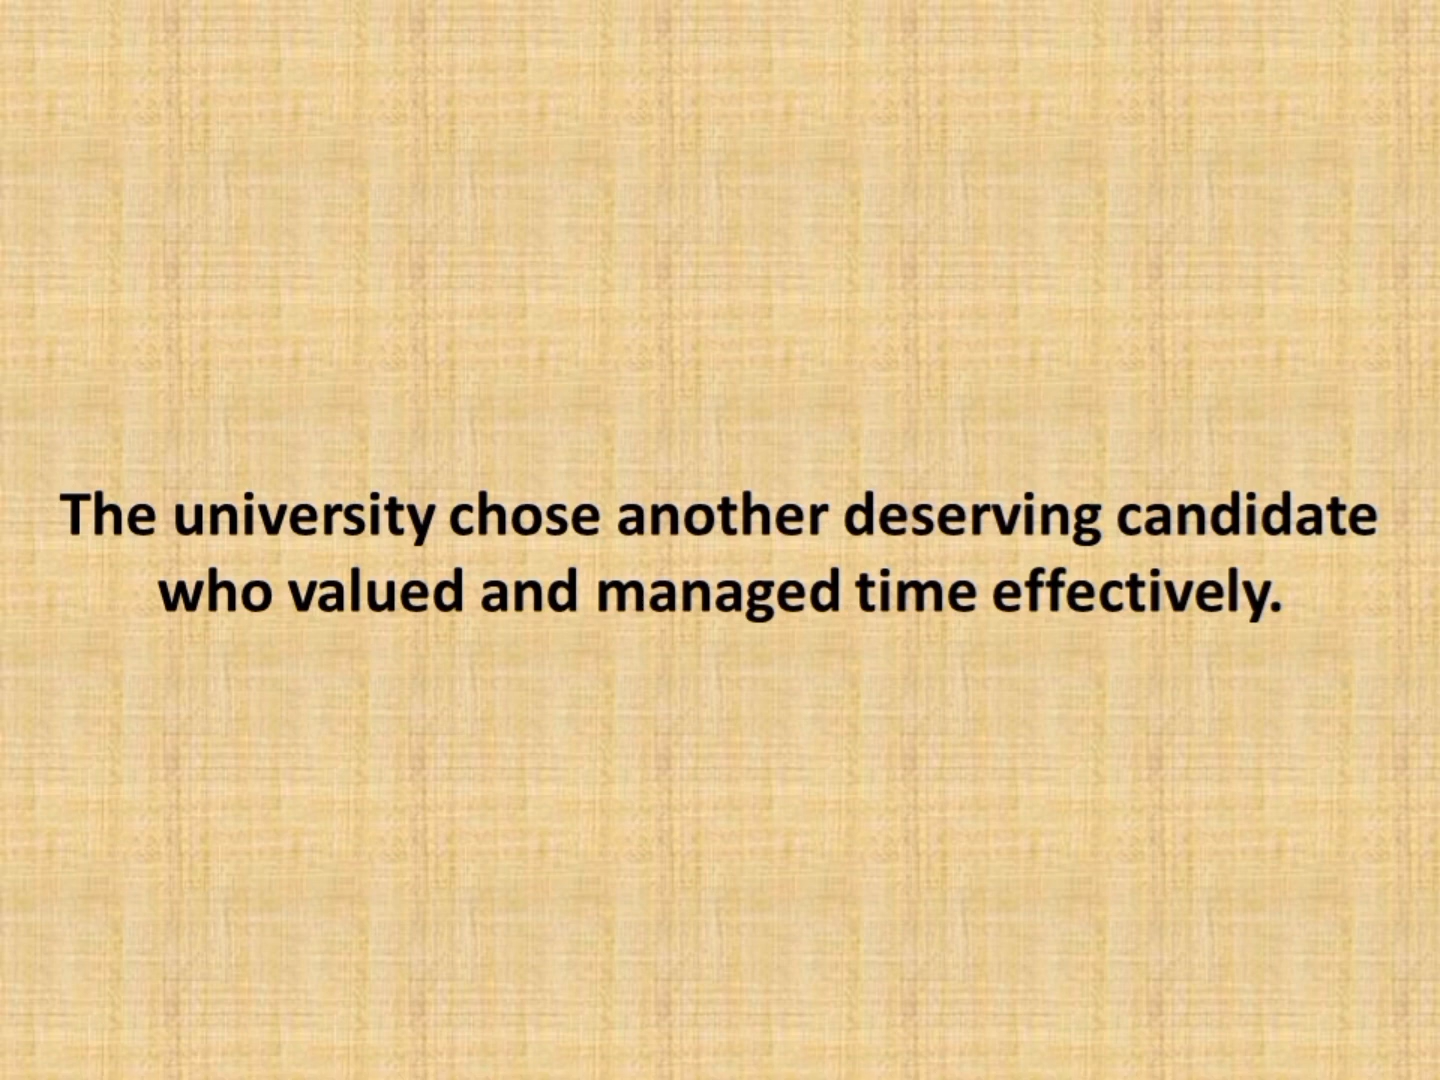 The university chose another deserving candidate
who valued and managed time effectively.